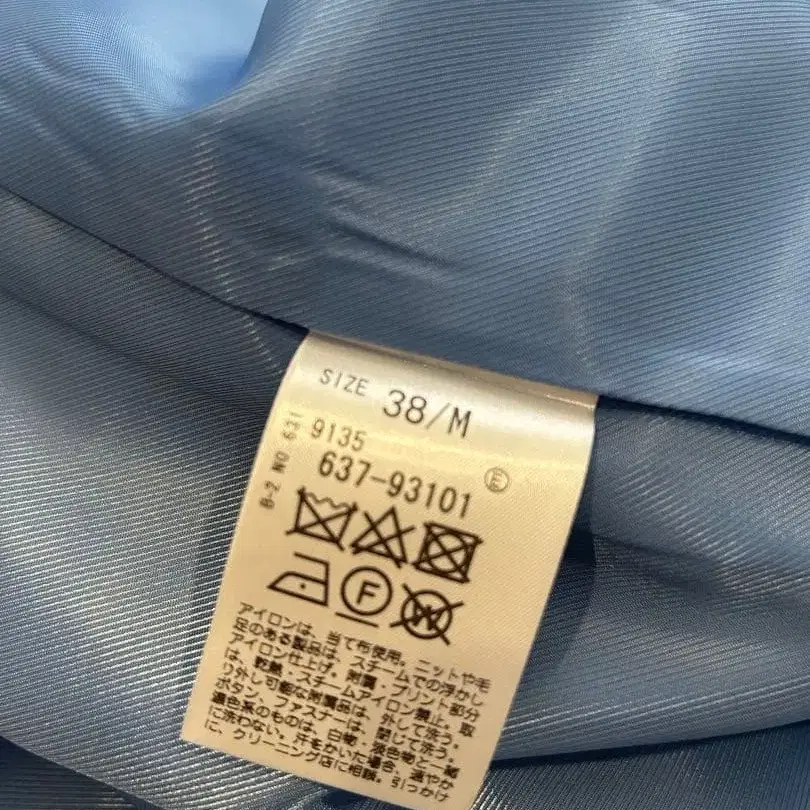 SIZE 38/M
9135
637-93101 Ⓔ
B-2 NO 631
F
W
アイロンは、当て布使用。ニットや毛
足のある製品は、スチームでの浮かし
アイロン仕上げ。附属・プリント部分
は、乾熱・スチームアイロン禁止。取
り外し可能な附属品は、外して洗う。
ボタン、ファスナーは、閉じて洗う。
濃色系のものは、白物・淡色物と一緒
に洗わない。汗をかいた場合、速やか
に、クリーニング店に相談。引っかけ